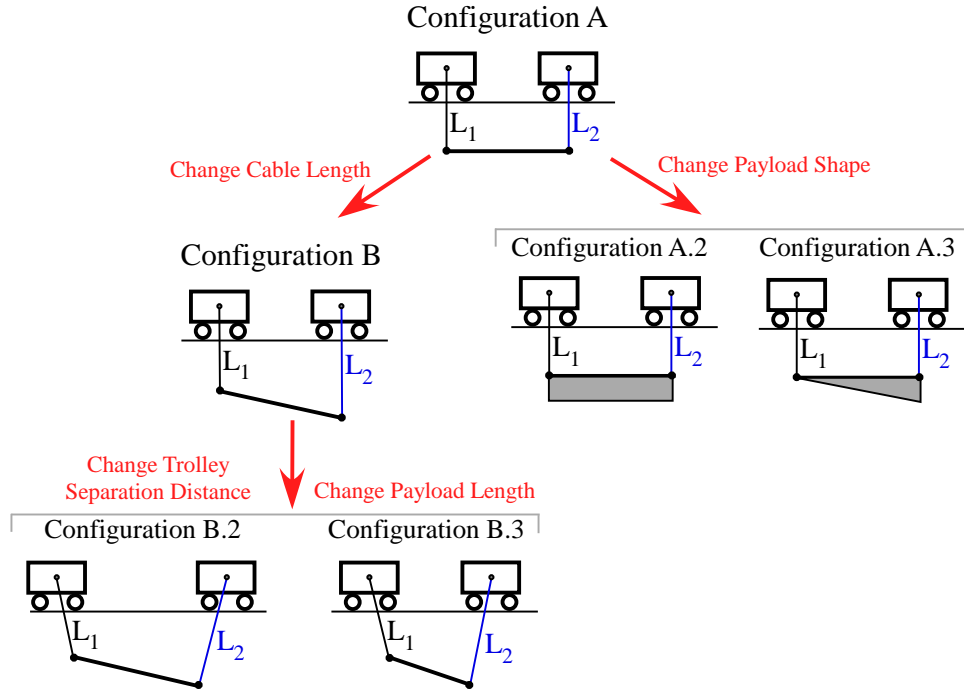 Configuration A
L1
L2
Change Cable Length
Change Payload Shape
Configuration B
L1
L2
Configuration A.2
L1
L2
Configuration A.3
L1
L2
Change Trolley
Separation Distance
Change Payload Length
Configuration B.2
L1
L2
Configuration B.3
L1
L2